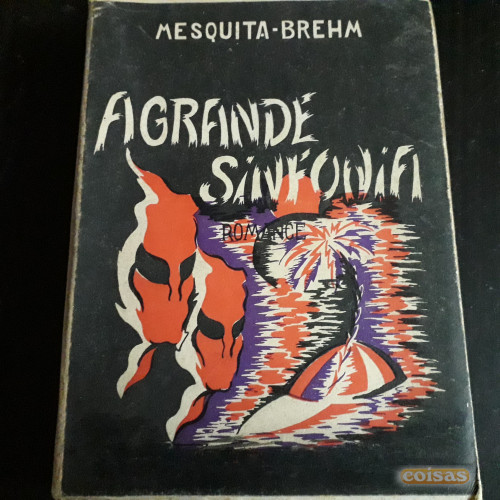 MESQUITA-BREHM
A GRANDE
SINFONIA
ROMANCE
coisas